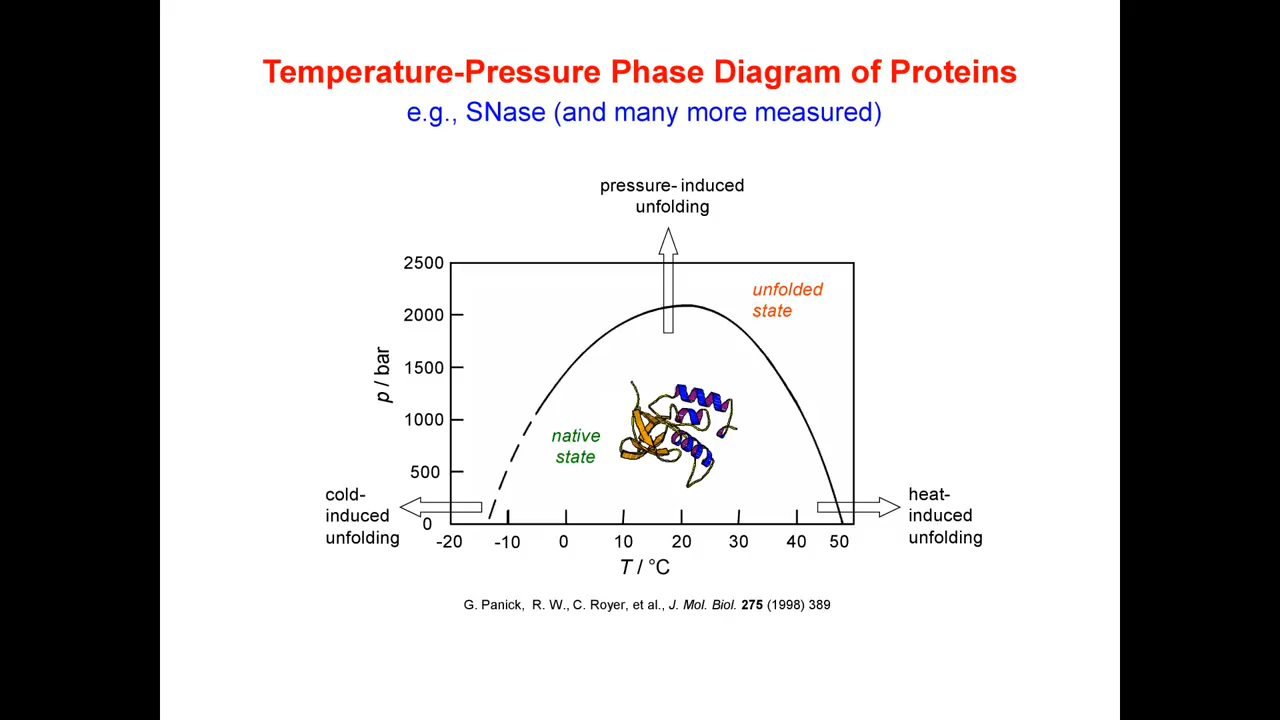 Temperature-Pressure Phase Diagram of Proteins
e.g., SNase (and many more measured)
pressure- induced
unfolding
2500
2000
1500
1000
500
0
p / bar
unfolded
state
native
state
cold-
induced
unfolding
heat-
induced
unfolding
-20 -10 0 10 20 30 40 50
T / °C
G. Panick, R. W., C. Royer, et al., J. Mol. Biol. 275 (1998) 389